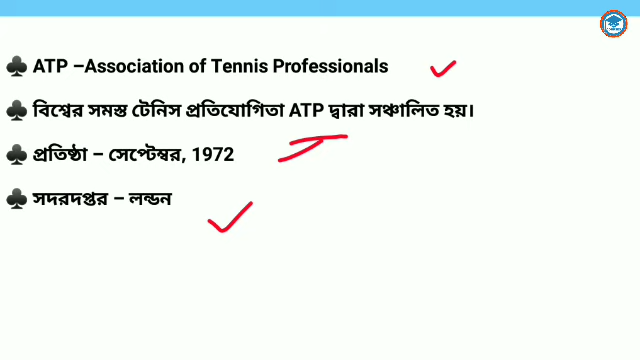 ♣ ATP –Association of Tennis Professionals
♣ বিশ্বের সমস্ত টেনিস প্রতিযোগিতা ATP দ্বারা সঞ্চালিত হয়।
♣ প্রতিষ্ঠা – সেপ্টেম্বর, 1972
♣ সদরদপ্তর – লন্ডন